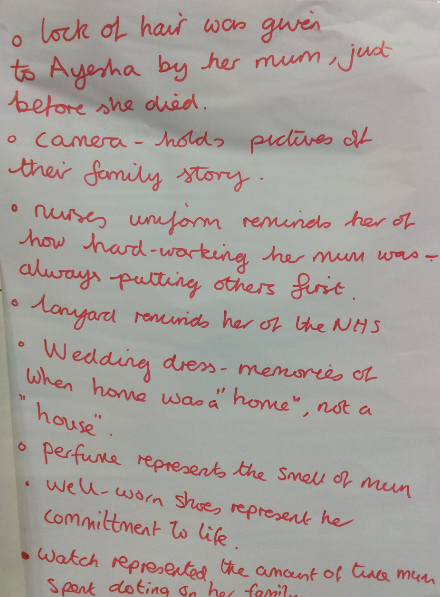 • lock of hair was given
to Ayesha by her mum, just
before she died.
• camera - holds pictures of
their family story.
• nurses uniform reminds her of
how hard-working her mum was -
always putting others first.
• lanyard reminds her of the NHS
• Wedding dress - memories of
when home was a "home", not a
"house".
• perfume represents the smell of mum
• well-worn shoes represent her
committment to life.
• watch represented the amount of time mum
spent doting on her family